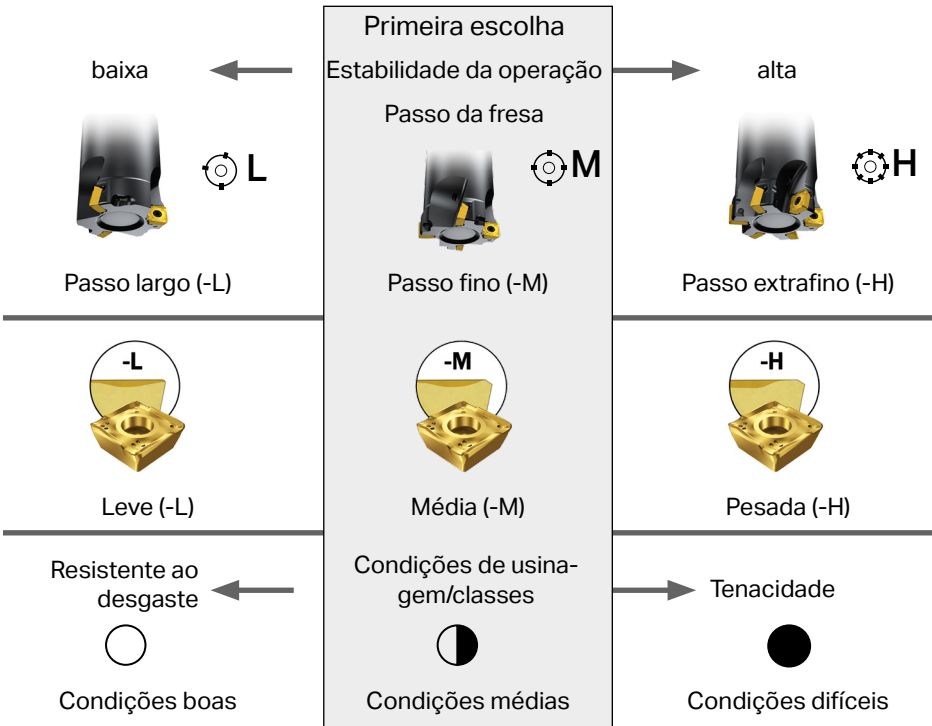 Primeira escolha
baixa
Estabilidade da operação
alta
Passo da fresa
L
M
H
Passo largo (-L)
Passo fino (-M)
Passo extrafino (-H)
-L
-M
-H
Leve (-L)
Média (-M)
Pesada (-H)
Resistente ao
desgaste
Condições de usina-
gem/classes
Tenacidade
Condições boas
Condições médias
Condições difíceis